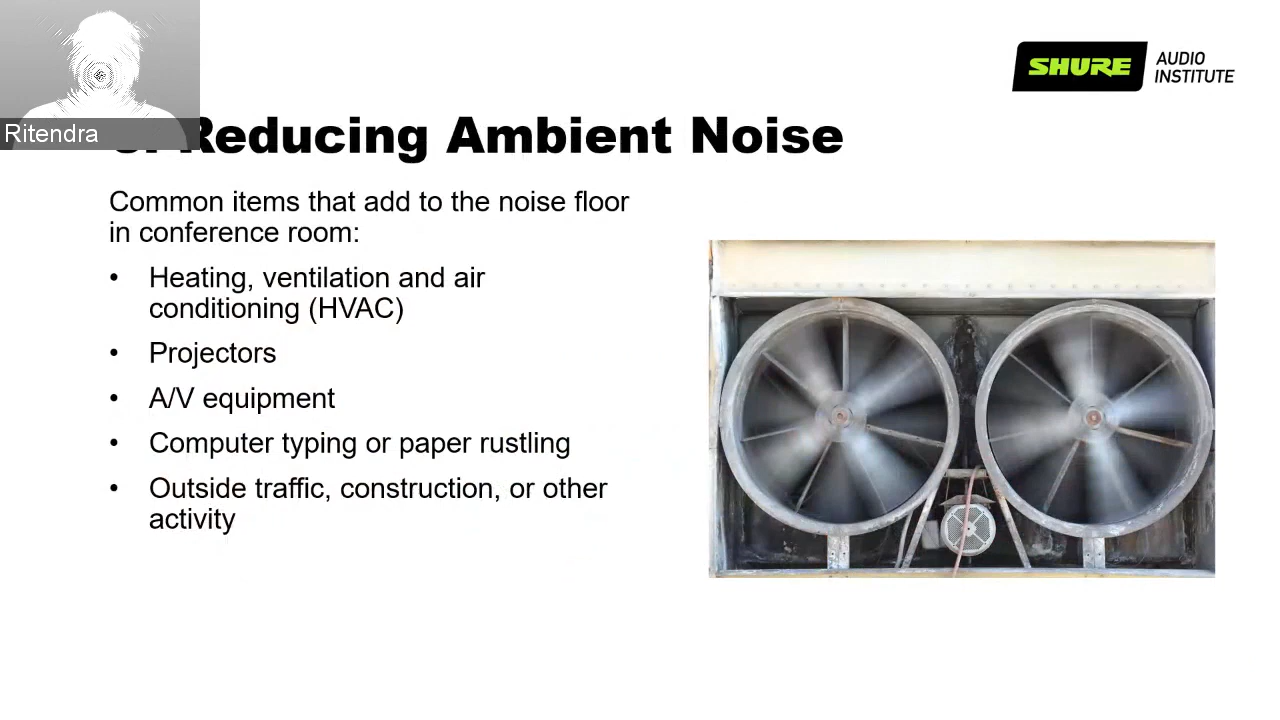 SHURE AUDIO
INSTITUTE
Ritendra
Reducing Ambient Noise
Common items that add to the noise floor
in conference room:
• Heating, ventilation and air
conditioning (HVAC)
• Projectors
• A/V equipment
• Computer typing or paper rustling
• Outside traffic, construction, or other
activity